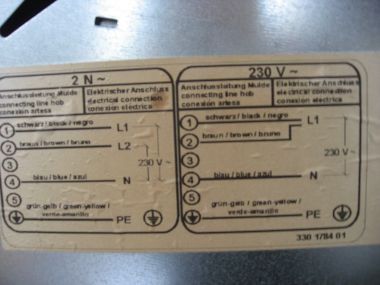 2 N ~
Anschlussleitung Mulde
connecting line hob
conexion artesa
Elektrischer Anschluss
electrical connection
conexión eléctrica
1 schwarz / black / negro L1
2 braun / brown / bruno L2
3
230 V ~
4 blau / blue / azul N
5 grün-gelb / green-yellow /
verde-amarillo PE
230 V ~
Anschlussleitung Mulde
connecting line hob
conexion artesa
Elektrischer Anschluss
electrical connection
conexión eléctrica
1 schwarz / black / negro L1
2 braun / brown / bruno
3
230 V ~
4 blau / blue / azul N
5 grün-gelb / green-yellow /
verde-amarillo PE
330 1784 01